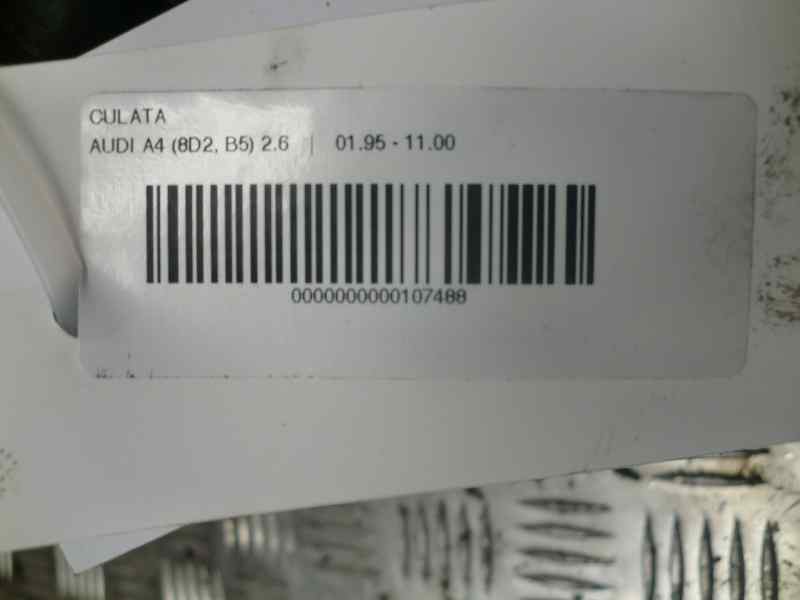 CULATA
AUDI A4 (8D2, B5) 2.6 | 01.95 - 11.00
0000000000107488